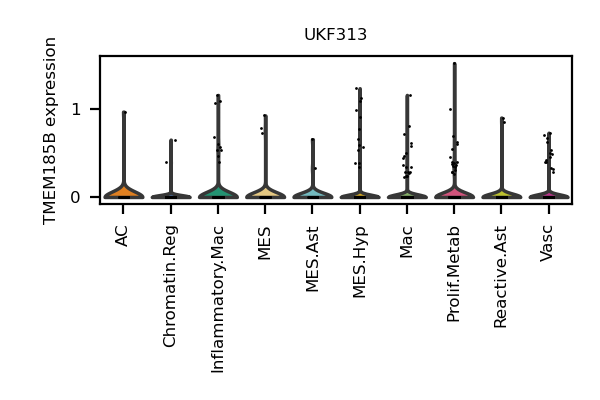 UKF313
TMEM185B expression
1
0
AC
Chromatin.Reg
Inflammatory.Mac
MES
MES.Ast
MES.Hyp
Mac
Prolif.Metab
Reactive.Ast
Vasc